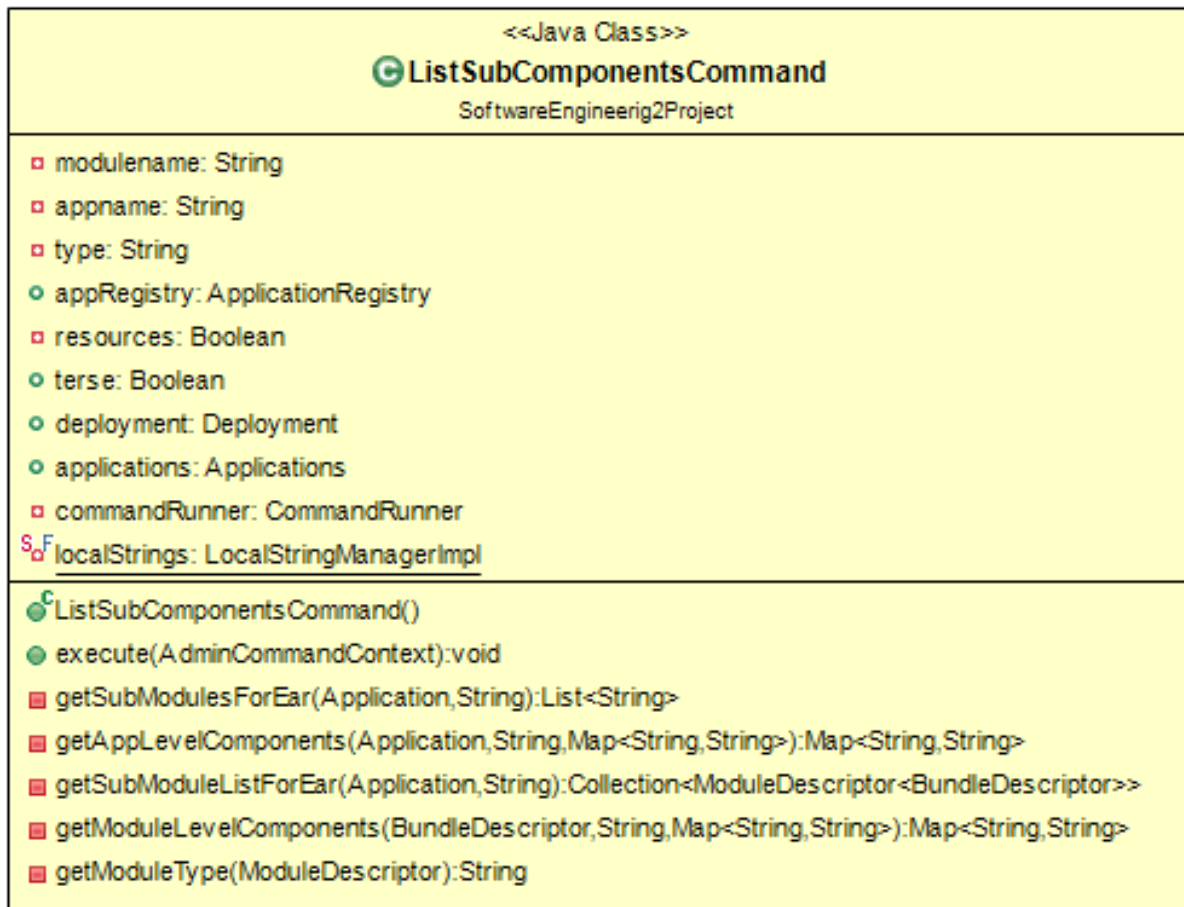 <<Java Class>>
C ListSubComponentsCommand
SoftwareEngineerig2Project
modulename: String
appname: String
type: String
appRegistry: ApplicationRegistry
resources: Boolean
terse: Boolean
deployment: Deployment
applications: Applications
commandRunner: CommandRunner
S F localStrings: LocalStringManagerImpl
C ListSubComponentsCommand()
execute(AdminCommandContext):void
getSubModulesForEar(Application,String):List<String>
getAppLevelComponents(Application,String,Map<String,String>):Map<String,String>
getSubModuleListForEar(Application,String):Collection<ModuleDescriptor<BundleDescriptor>>
getModuleLevelComponents(BundleDescriptor,String,Map<String,String>):Map<String,String>
getModuleType(ModuleDescriptor):String